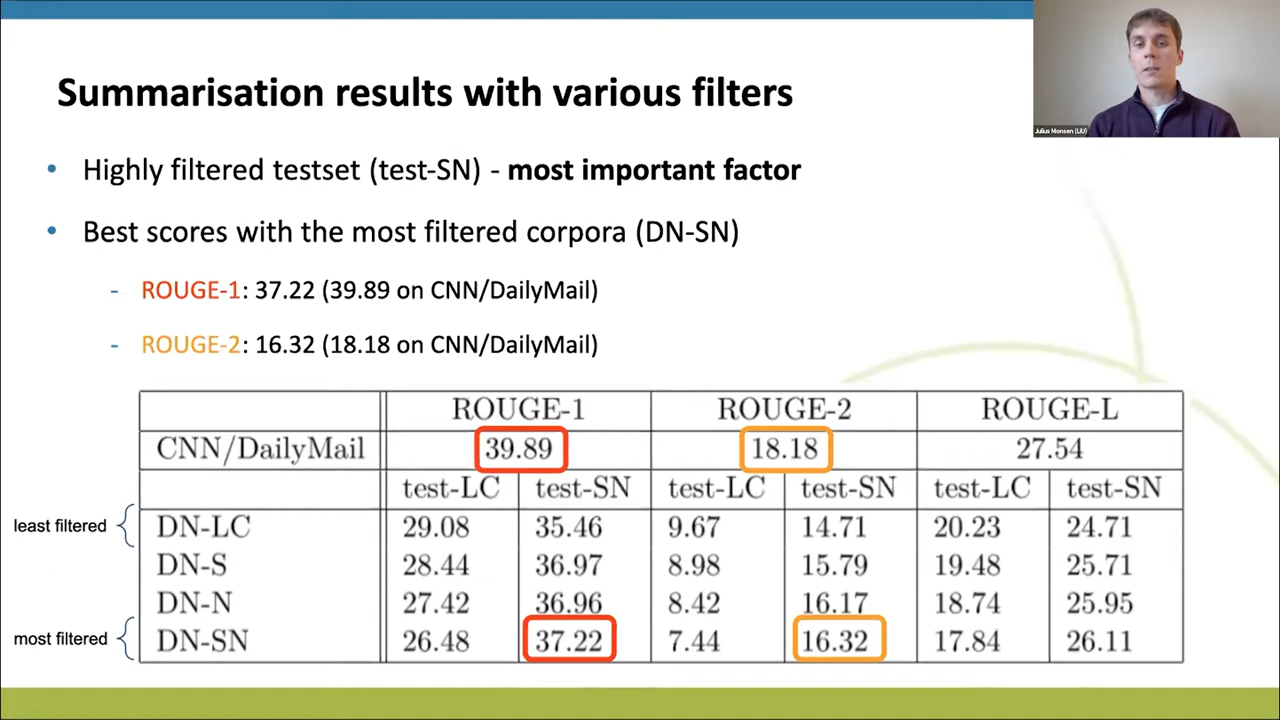 Julius Monsen (LiU)
Summarisation results with various filters
• Highly filtered testset (test-SN) - most important factor
• Best scores with the most filtered corpora (DN-SN)
- ROUGE-1: 37.22 (39.89 on CNN/DailyMail)
- ROUGE-2: 16.32 (18.18 on CNN/DailyMail)
ROUGE-1 ROUGE-2 ROUGE-L
CNN/DailyMail 39.89 18.18 27.54
test-LC test-SN test-LC test-SN test-LC test-SN
least filtered DN-LC 29.08 35.46 9.67 14.71 20.23 24.71
DN-S 28.44 36.97 8.98 15.79 19.48 25.71
DN-N 27.42 36.96 8.42 16.17 18.74 25.95
most filtered DN-SN 26.48 37.22 7.44 16.32 17.84 26.11